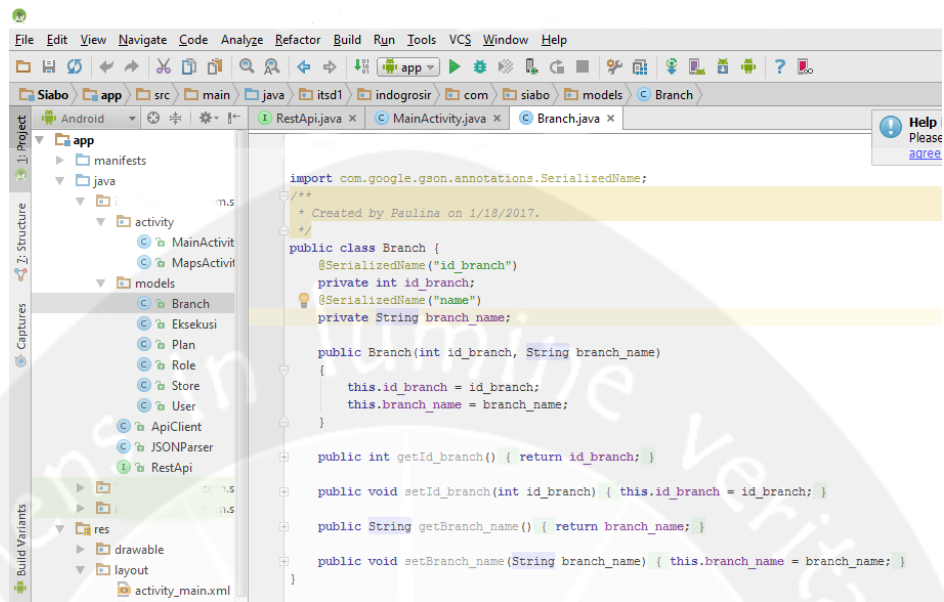 File Edit View Navigate Code Analyze Refactor Build Run Tools VCS Window Help
app
Siabo app src main java itsd1 indogrosir com siabo models Branch
Android
RestApi.java × MainActivity.java × Branch.java ×
Help
Please
agree
1: Project
7: Structure
Captures
Build Variants
app
manifests
java
m.s
activity
MainActivit
MapsActivit
models
Branch
Eksekusi
Plan
Role
Store
User
ApiClient
JSONParser
RestApi
m.s
m.s
res
drawable
layout
activity_main.xml
import com.google.gson.annotations.SerializedName;
/**
* Created by Paulina on 1/18/2017.
*/
public class Branch {
@SerializedName("id_branch")
private int id_branch;
@SerializedName("name")
private String branch_name;
public Branch(int id_branch, String branch_name)
{
this.id_branch = id_branch;
this.branch_name = branch_name;
}
public int getId_branch() { return id_branch; }
public void setId_branch(int id_branch) { this.id_branch = id_branch; }
public String getBranch_name() { return branch_name; }
public void setBranch_name(String branch_name) { this.branch_name = branch_name; }
}
ens in lumine verita